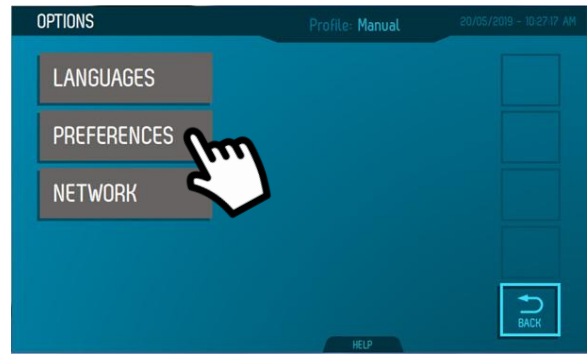 OPTIONS
Profile: Manual
20/05/2019 - 10:27:17 AM
LANGUAGES
PREFERENCES
NETWORK
BACK
HELP